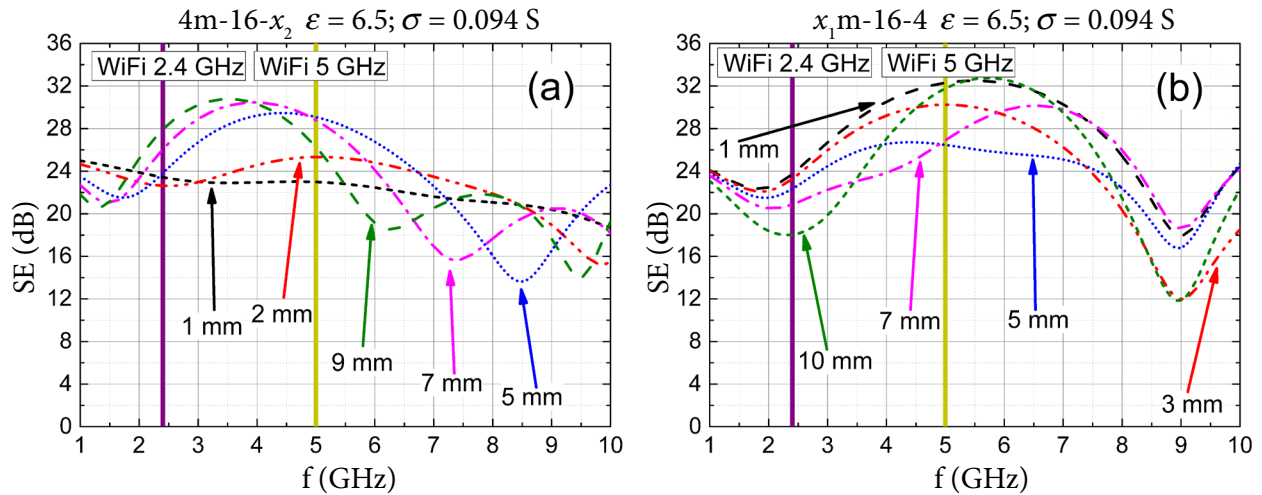 4m-16-x₂ ε = 6.5; σ = 0.094 S
36
32
28
24
20
16
12
8
4
0
SE (dB)
WiFi 2.4 GHz
WiFi 5 GHz
(a)
1 mm
2 mm
9 mm
7 mm
5 mm
1 2 3 4 5 6 7 8 9 10
f (GHz)
x₁m-16-4 ε = 6.5; σ = 0.094 S
36
32
28
24
20
16
12
8
4
0
SE (dB)
WiFi 2.4 GHz
WiFi 5 GHz
(b)
1 mm
7 mm
5 mm
10 mm
3 mm
1 2 3 4 5 6 7 8 9 10
f (GHz)